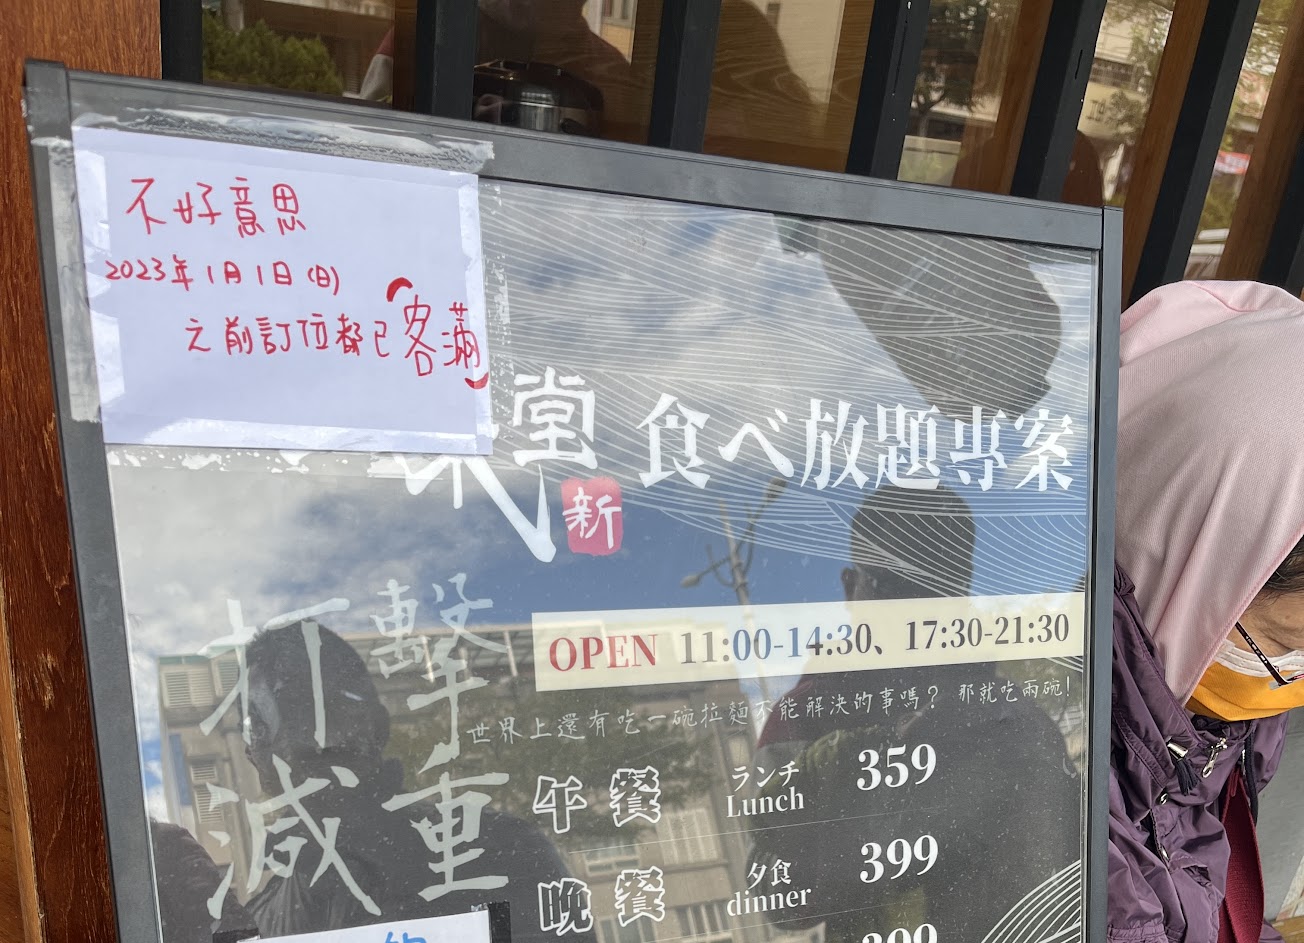 不好意思
2023年1月1日(日)
之前訂位都已(客滿)
味堂
新
食べ放題專案
打擊
減重
OPEN 11:00-14:30、17:30-21:30
世界上還有吃一碗拉麵不能解決的事嗎? 那就吃兩碗!
午餐 ランチ Lunch 359
晚餐 夕食 dinner 399